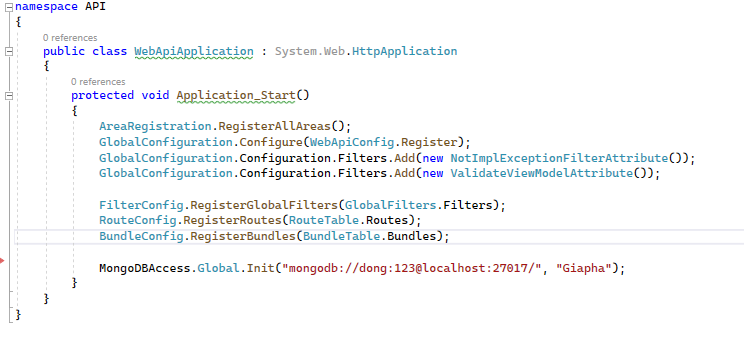 namespace API
{
0 references
public class WebApiApplication : System.Web.HttpApplication
{
0 references
protected void Application_Start()
{
AreaRegistration.RegisterAllAreas();
GlobalConfiguration.Configure(WebApiConfig.Register);
GlobalConfiguration.Configuration.Filters.Add(new NotImplExceptionFilterAttribute());
GlobalConfiguration.Configuration.Filters.Add(new ValidateViewModelAttribute());
FilterConfig.RegisterGlobalFilters(GlobalFilters.Filters);
RouteConfig.RegisterRoutes(RouteTable.Routes);
BundleConfig.RegisterBundles(BundleTable.Bundles);
MongoDBAccess.Global.Init("mongodb://dong:123@localhost:27017/", "Giapha");
}
}
}